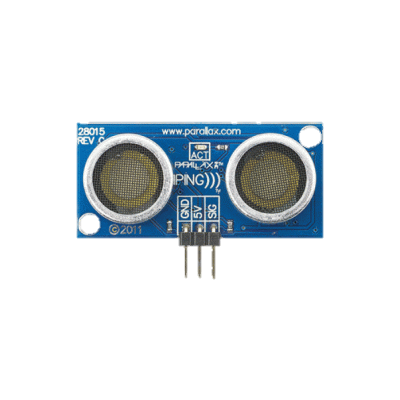 28015
REV C
www.parallax.com
ACT
PARALLAX
PING)))
GND
5V
SIG
©2011